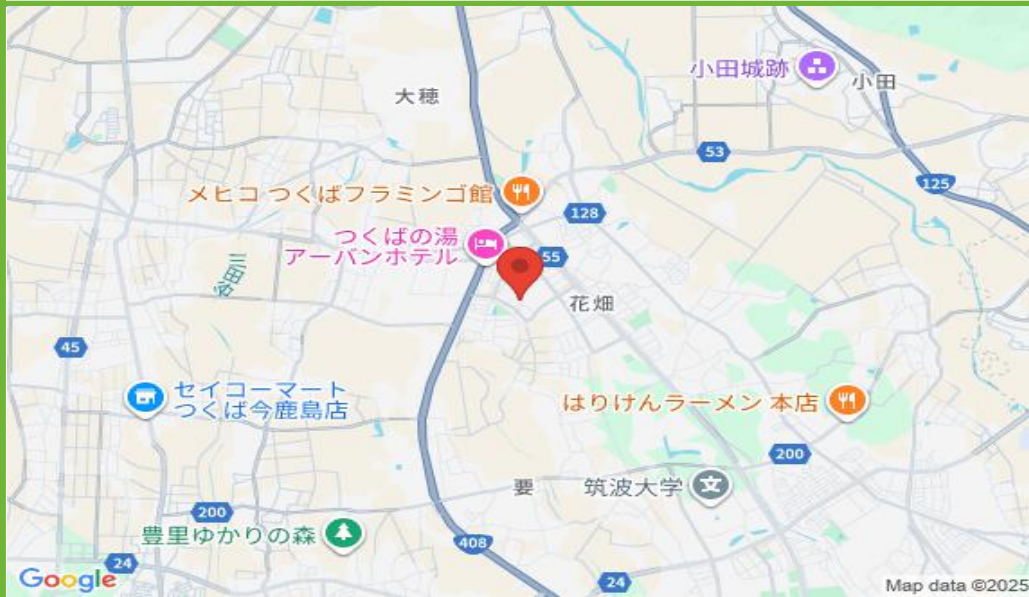 小田城跡
小田
大穂
53
125
メヒコ つくばフラミンゴ館
128
つくばの湯
アーバンホテル
55
三田谷
花畑
45
セイコーマート
つくば今鹿島店
はりけんラーメン 本店
200
要
筑波大学
200
豊里ゆかりの森
408
24
24
Google
Map data ©2025